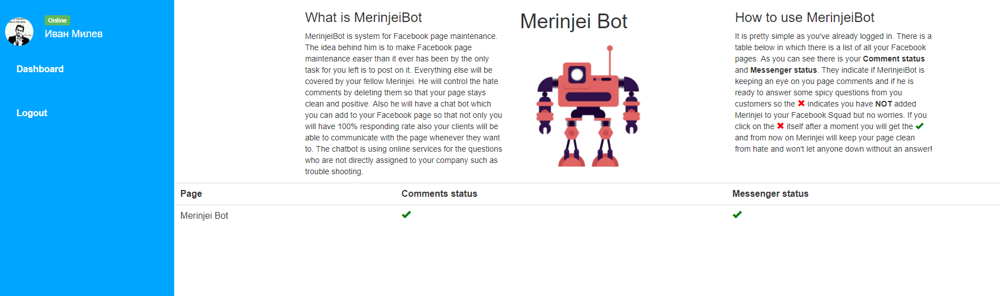 Online
Иван Милев
Dashboard
Logout
What is MerinjeiBot
MerinjeiBot is system for Facebook page maintenance.
The idea behind him is to make Facebook page
maintenance easer than it ever has been by the only
task for you left is to post on it. Everything else will be
covered by your fellow Merinjei. He will control the hate
comments by deleting them so that your page stays
clean and positive. Also he will have a chat bot which
you can add to your Facebook page so that not only you
will have 100% responding rate also your clients will be
able to communicate with the page whenever they want
to. The chatbot is using online services for the questions
who are not directly assigned to your company such as
trouble shooting.
Merinjei Bot
How to use MerinjeiBot
It is pretty simple as you've already logged in. There is a
table below in which there is a list of all your Facebook
pages. As you can see there is your Comment status
and Messenger status. They indicate if MerinjeiBot is
keeping an eye on you page comments and if he is
ready to answer some spicy questions from you
customers so the ✖ indicates you have NOT added
Merinjei to your Facebook Squad but no worries. If you
click on the ✖ itself after a moment you will get the ✔
and from now on Merinjei will keep your page clean
from hate and won't let anyone down without an answer!
Page Comments status Messenger status
Merinjei Bot ✔ ✔